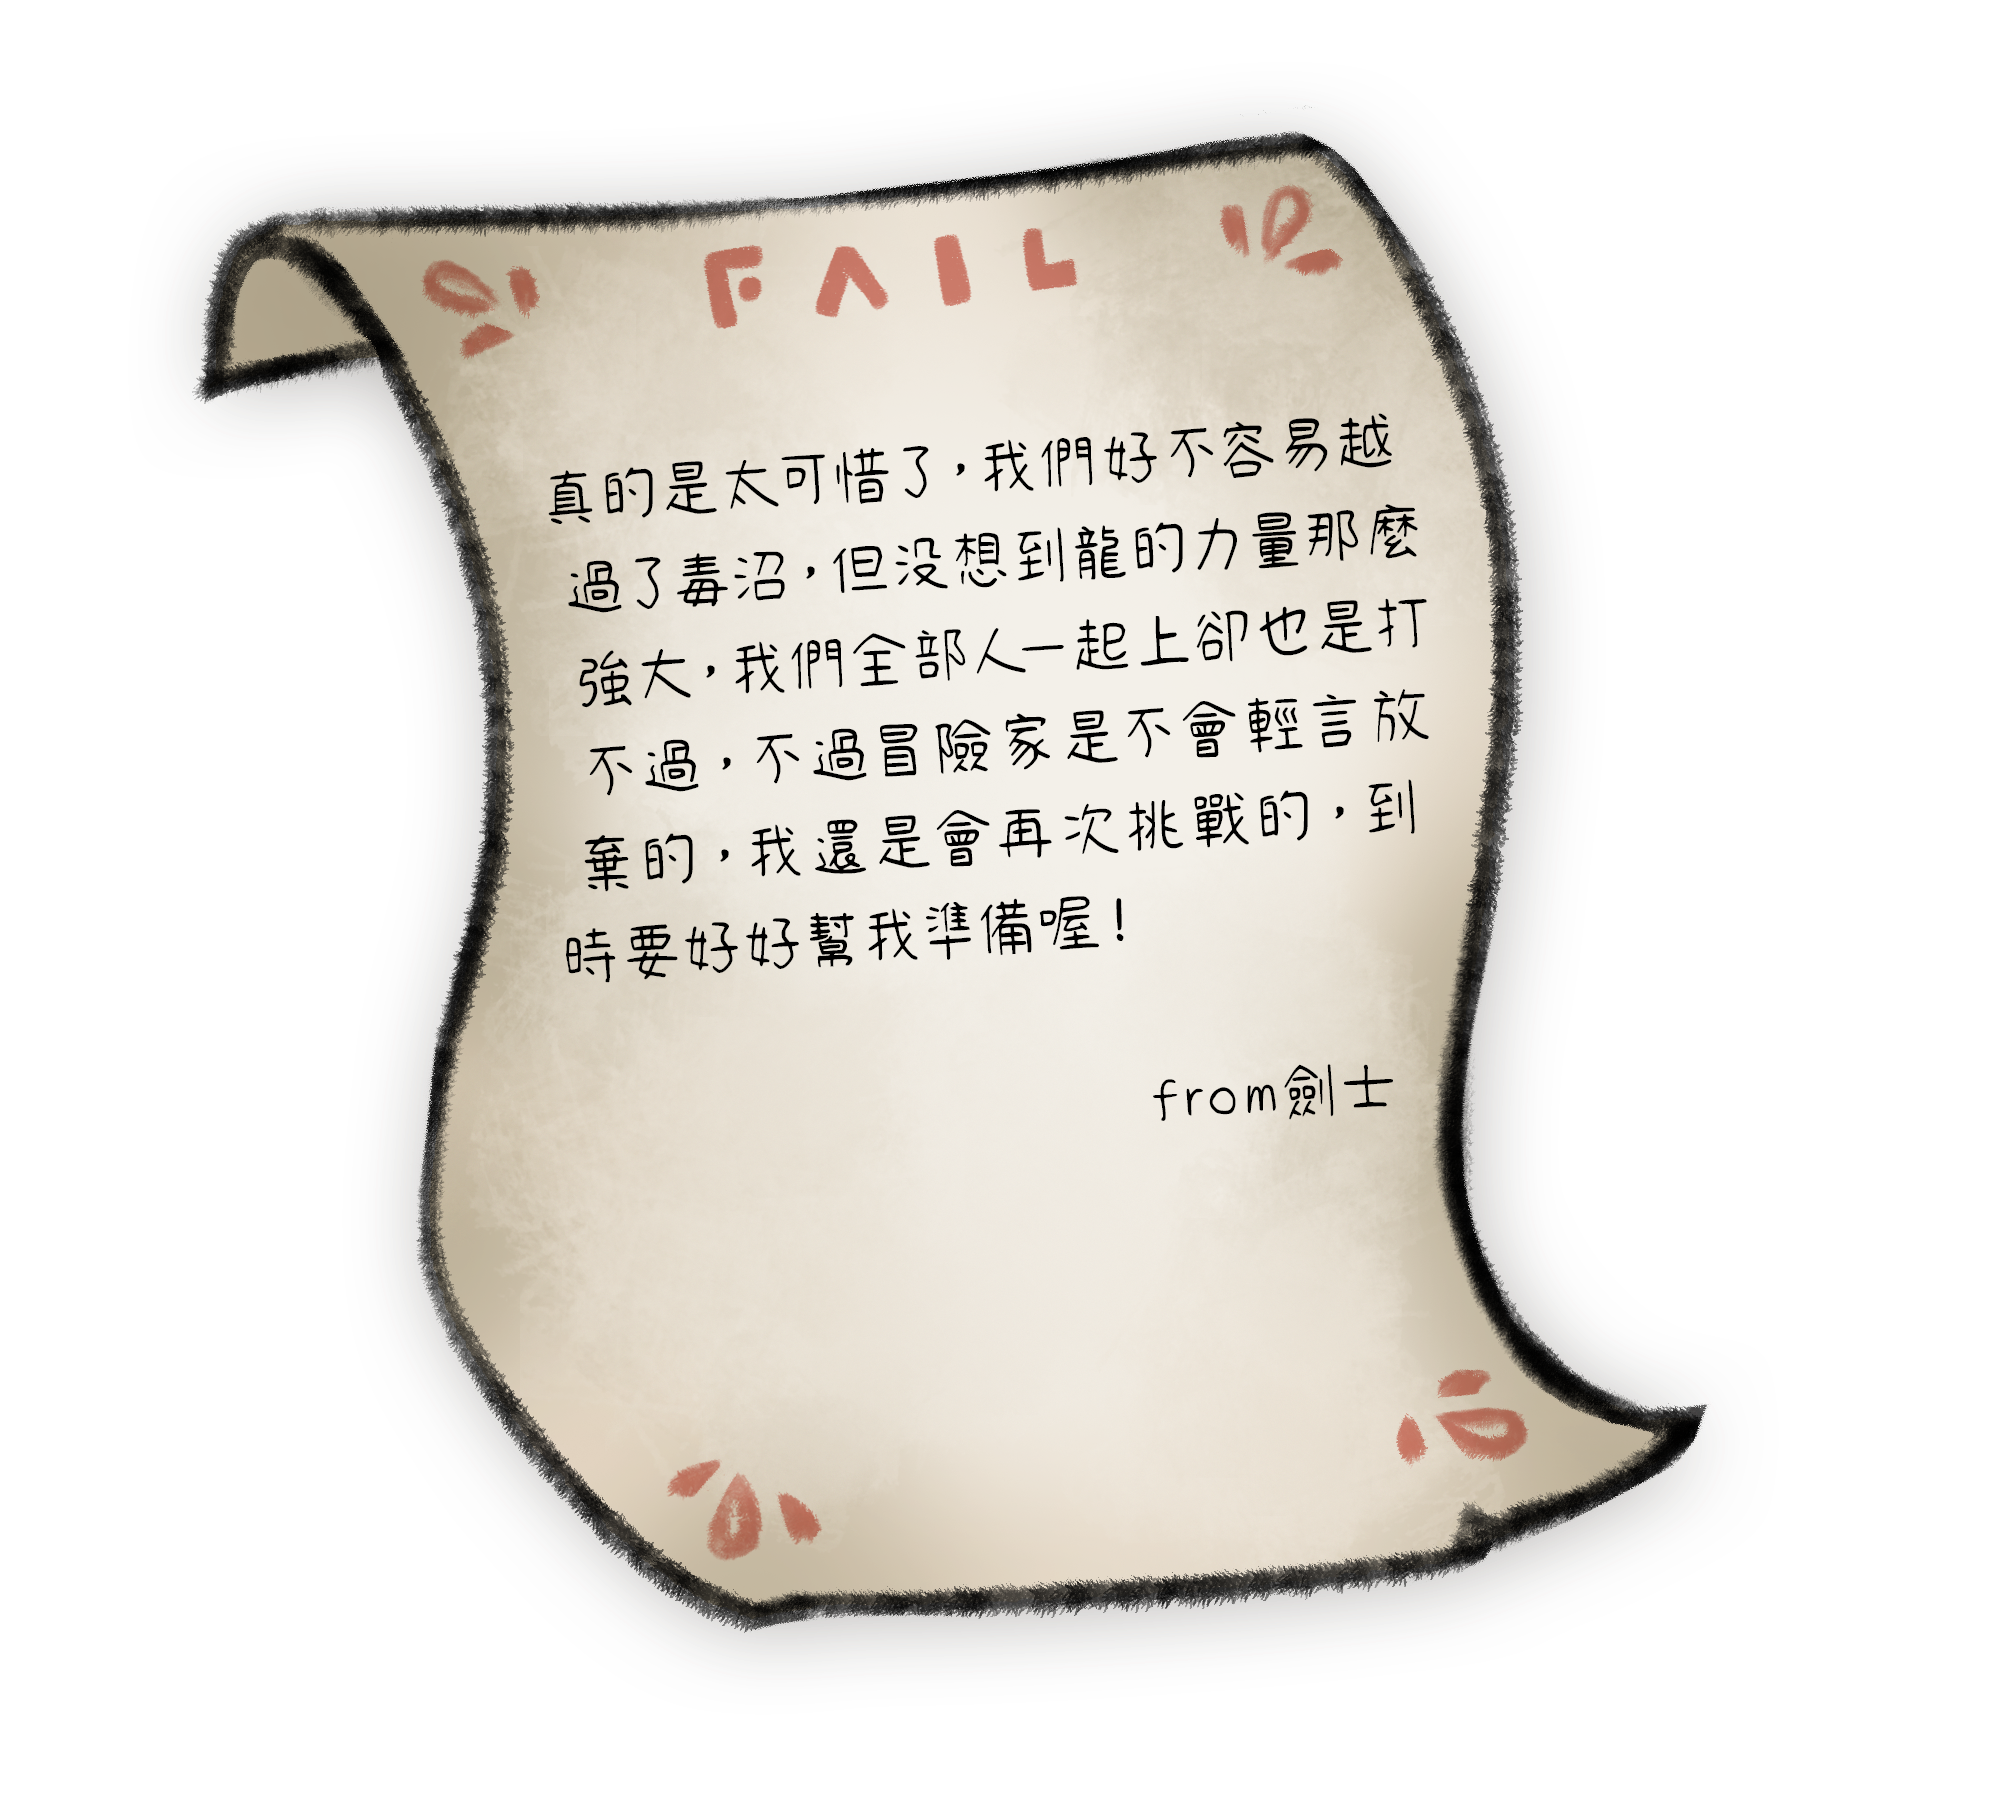 FAIL
真的是太可惜了,我們好不容易越
過了毒沼,但没想到龍的力量那麼
強大,我們全部人一起上卻也是打
不過,不過冒險家是不會輕言放
棄的,我還是會再次挑戰的,到
時要好好幫我準備喔!
from劍士